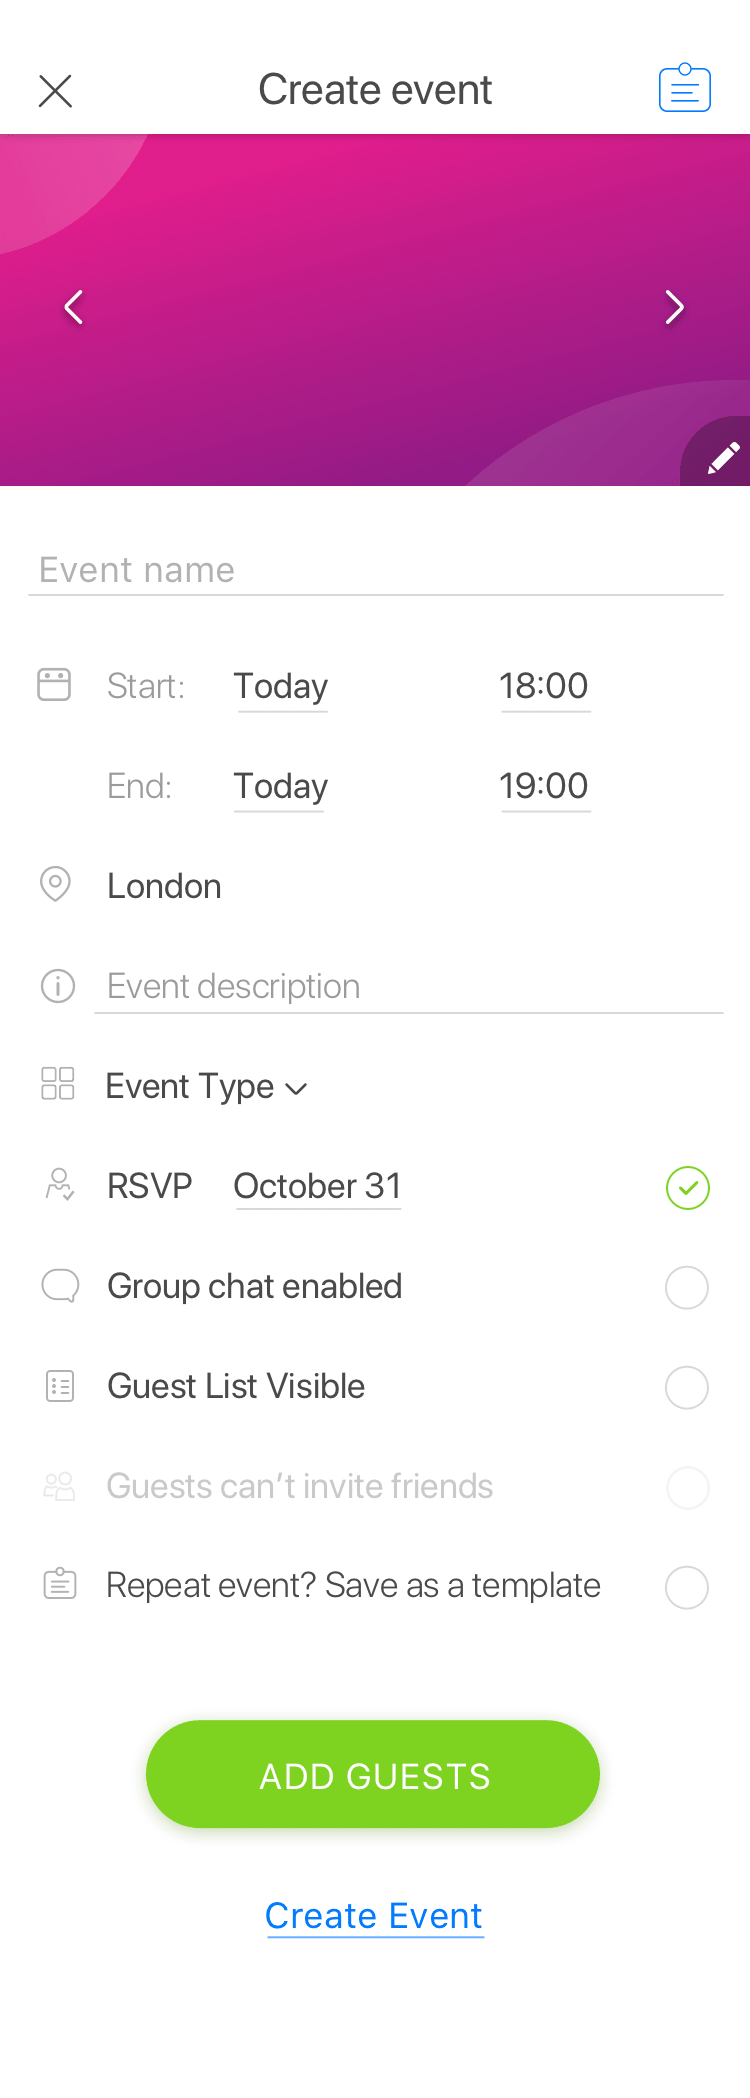 Create event
Event name
Start: Today 18:00
End: Today 19:00
London
Event description
Event Type
RSVP October 31
Group chat enabled
Guest List Visible
Guests can’t invite friends
Repeat event? Save as a template
ADD GUESTS
Create Event